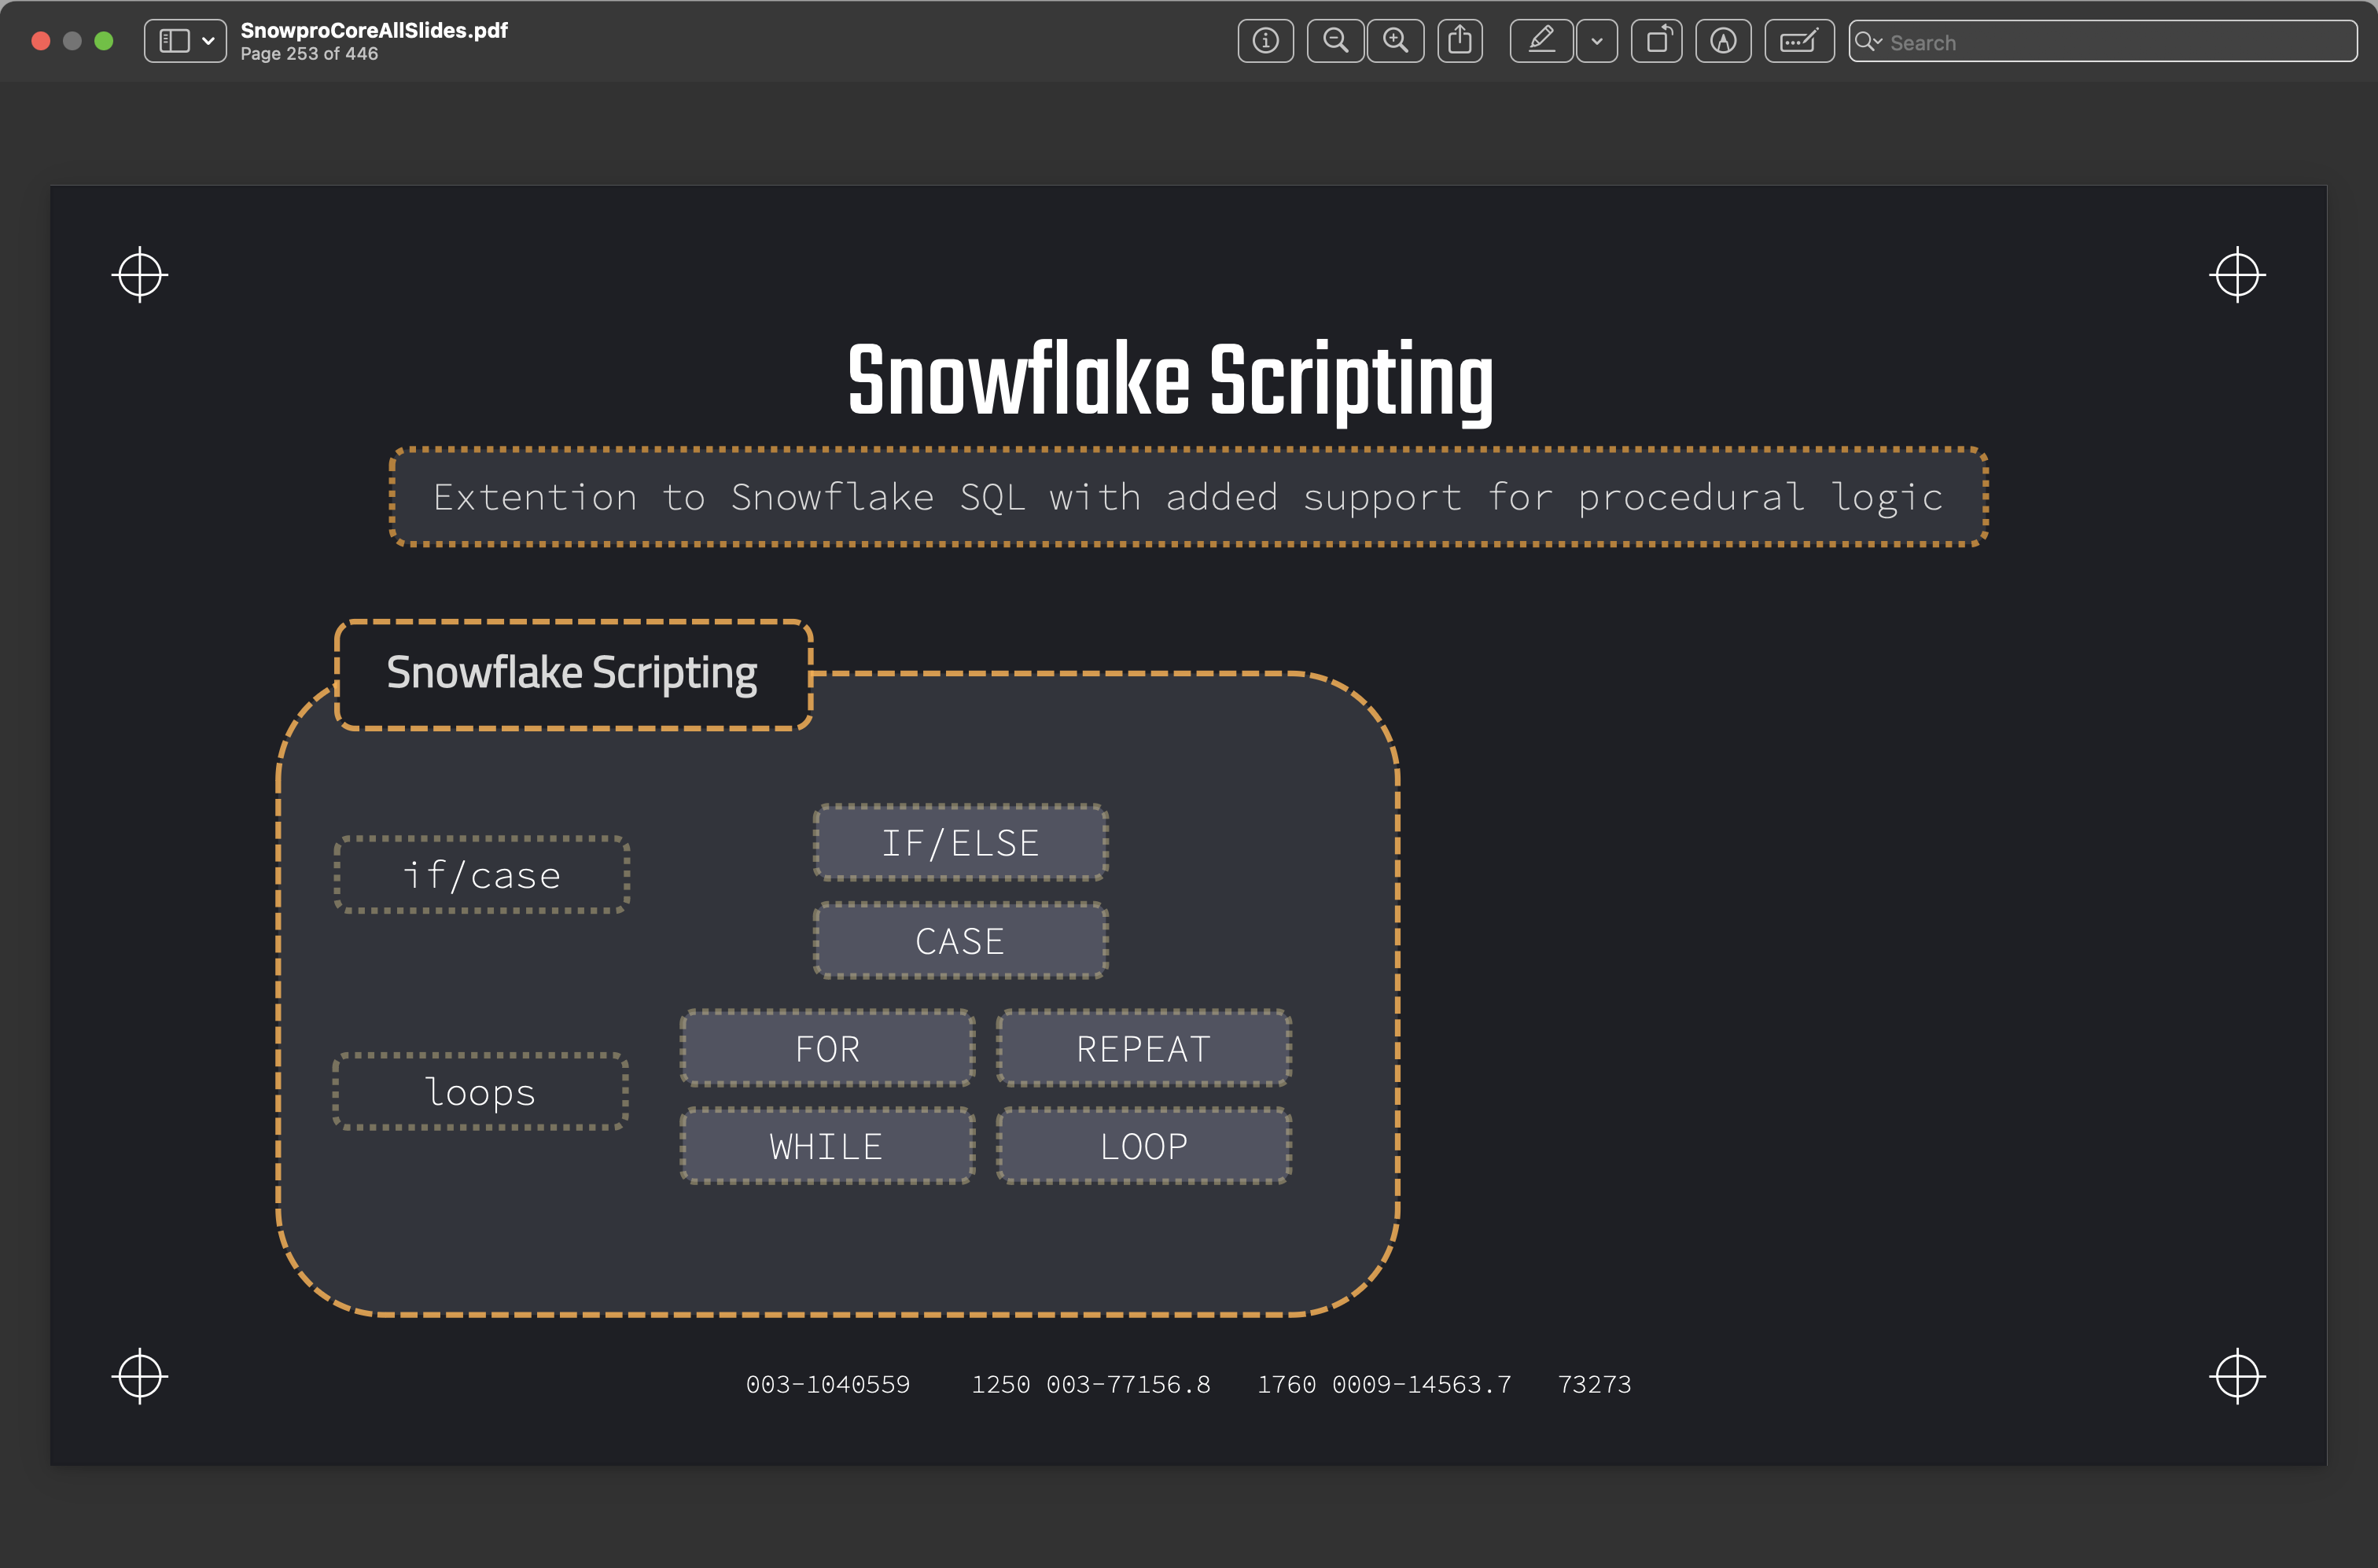 SnowproCoreAllSlides.pdf
Page 253 of 446
Search
Snowflake Scripting
Extention to Snowflake SQL with added support for procedural logic
Snowflake Scripting
if/case
IF/ELSE
CASE
loops
FOR
REPEAT
WHILE
LOOP
003-1040559 1250 003-77156.8 1760 0009-14563.7 73273